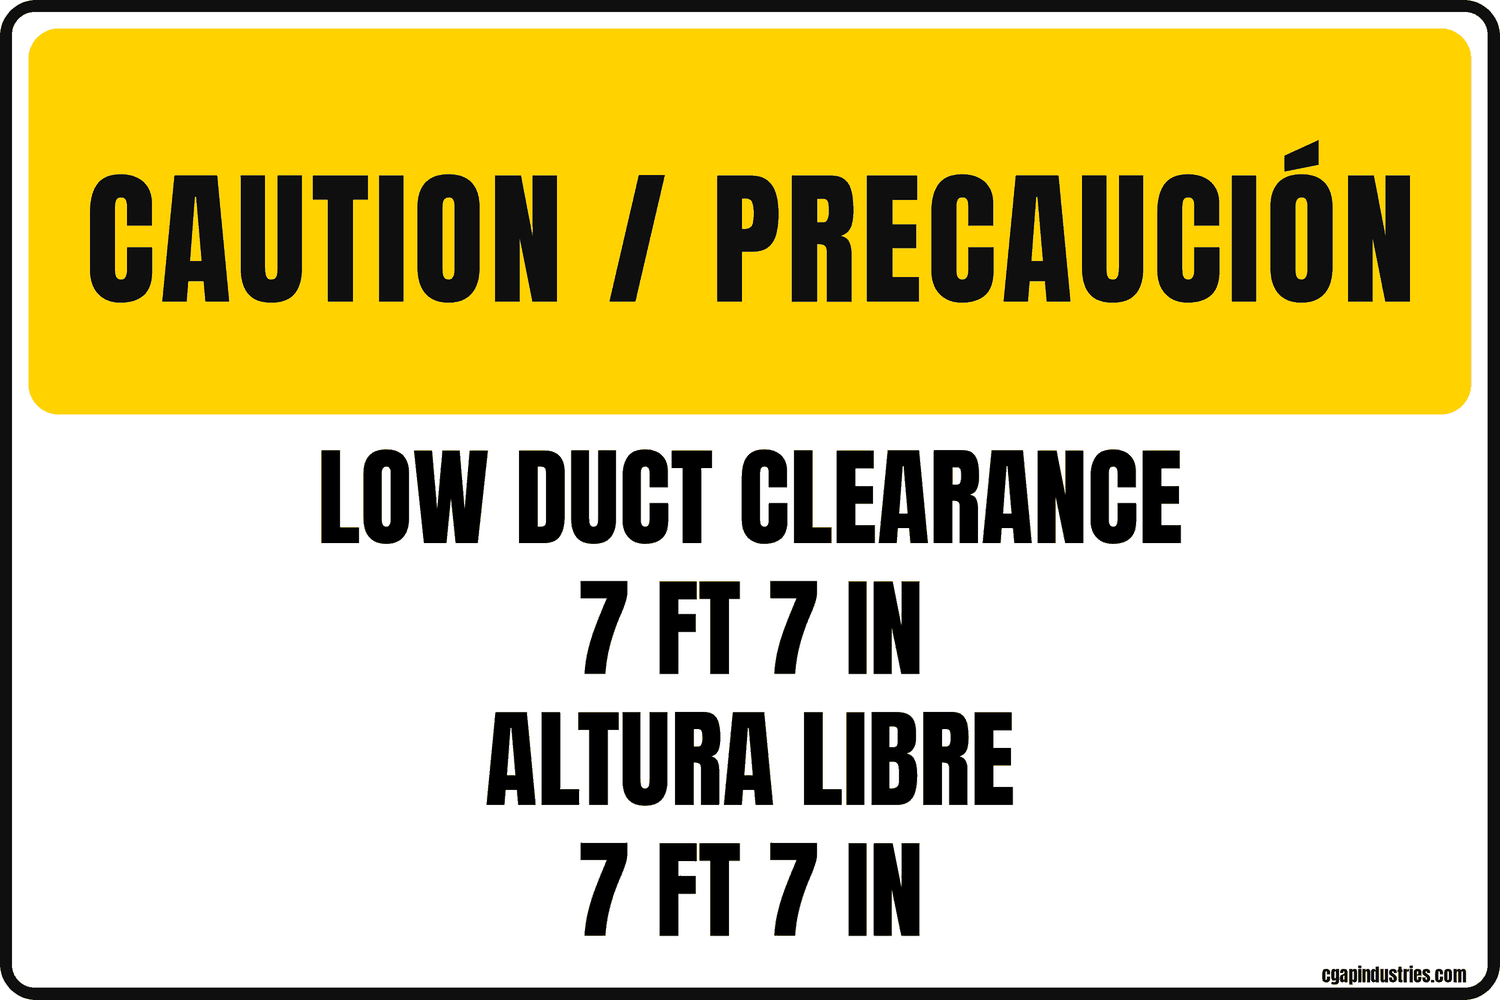 CAUTION / PRECAUCIÓN
LOW DUCT CLEARANCE
7 FT 7 IN
ALTURA LIBRE
7 FT 7 IN
cgapindustries.com